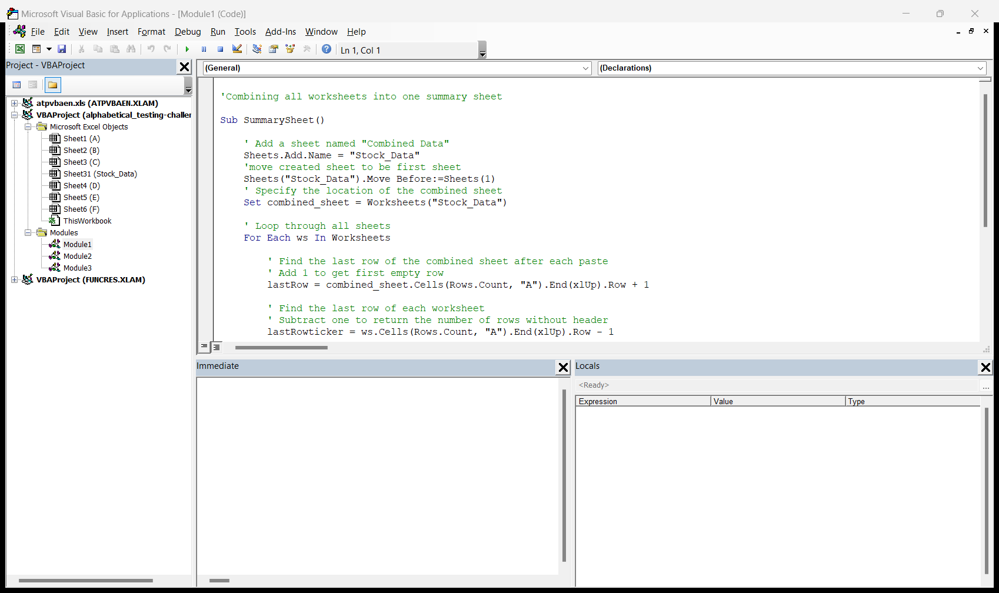 Microsoft Visual Basic for Applications - [Module1 (Code)]
File Edit View Insert Format Debug Run Tools Add-Ins Window Help
Ln 1, Col 1
Project - VBAProject
atpvbaen.xls (ATPVBAEN.XLAM)
VBAProject (alphabetical_testing-challer
Microsoft Excel Objects
Sheet1 (A)
Sheet2 (B)
Sheet3 (C)
Sheet31 (Stock_Data)
Sheet4 (D)
Sheet5 (E)
Sheet6 (F)
ThisWorkbook
Modules
Module1
Module2
Module3
VBAProject (FUNCRES.XLAM)
(General)
(Declarations)
'Combining all worksheets into one summary sheet
Sub SummarySheet()
' Add a sheet named "Combined Data"
Sheets.Add.Name = "Stock_Data"
'move created sheet to be first sheet
Sheets("Stock_Data").Move Before:=Sheets(1)
' Specify the location of the combined sheet
Set combined_sheet = Worksheets("Stock_Data")
' Loop through all sheets
For Each ws In Worksheets
' Find the last row of the combined sheet after each paste
' Add 1 to get first empty row
lastRow = combined_sheet.Cells(Rows.Count, "A").End(xlUp).Row + 1
' Find the last row of each worksheet
' Subtract one to return the number of rows without header
lastRowticker = ws.Cells(Rows.Count, "A").End(xlUp).Row - 1
Immediate
Locals
<Ready>
...
Expression Value Type